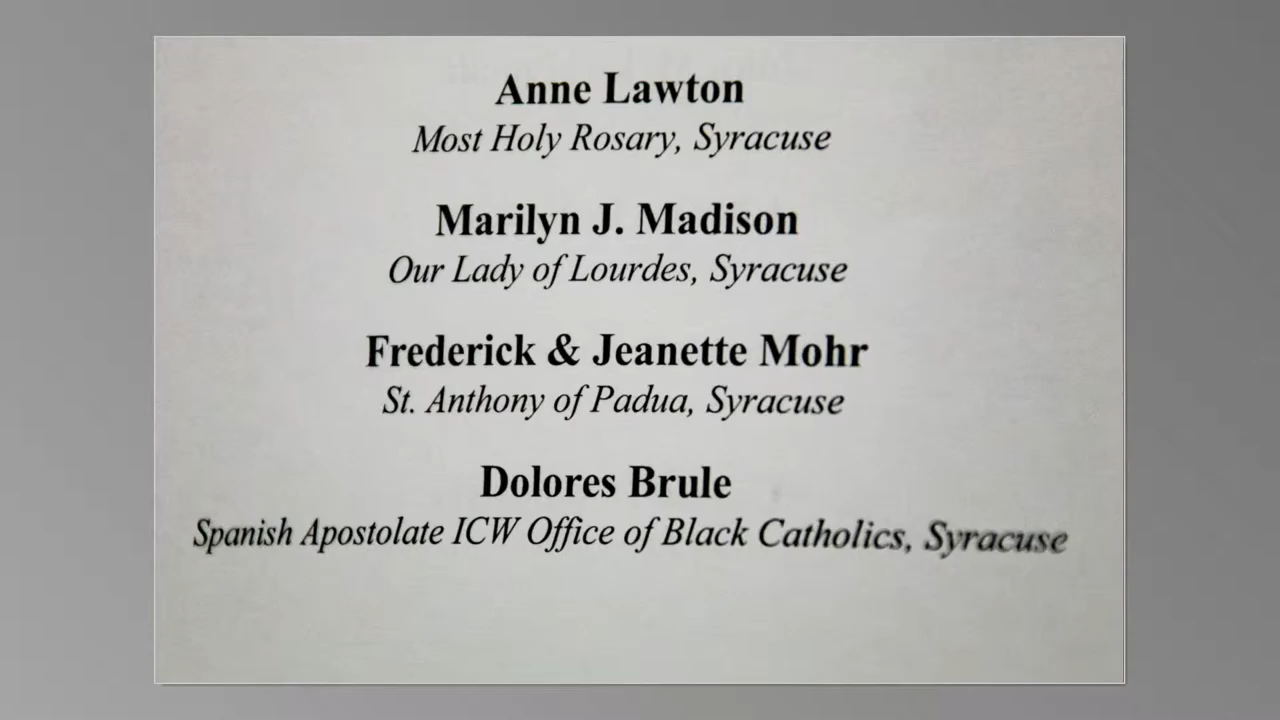 Anne Lawton
Most Holy Rosary, Syracuse
Marilyn J. Madison
Our Lady of Lourdes, Syracuse
Frederick & Jeanette Mohr
St. Anthony of Padua, Syracuse
Dolores Brule
Spanish Apostolate ICW Office of Black Catholics, Syracuse